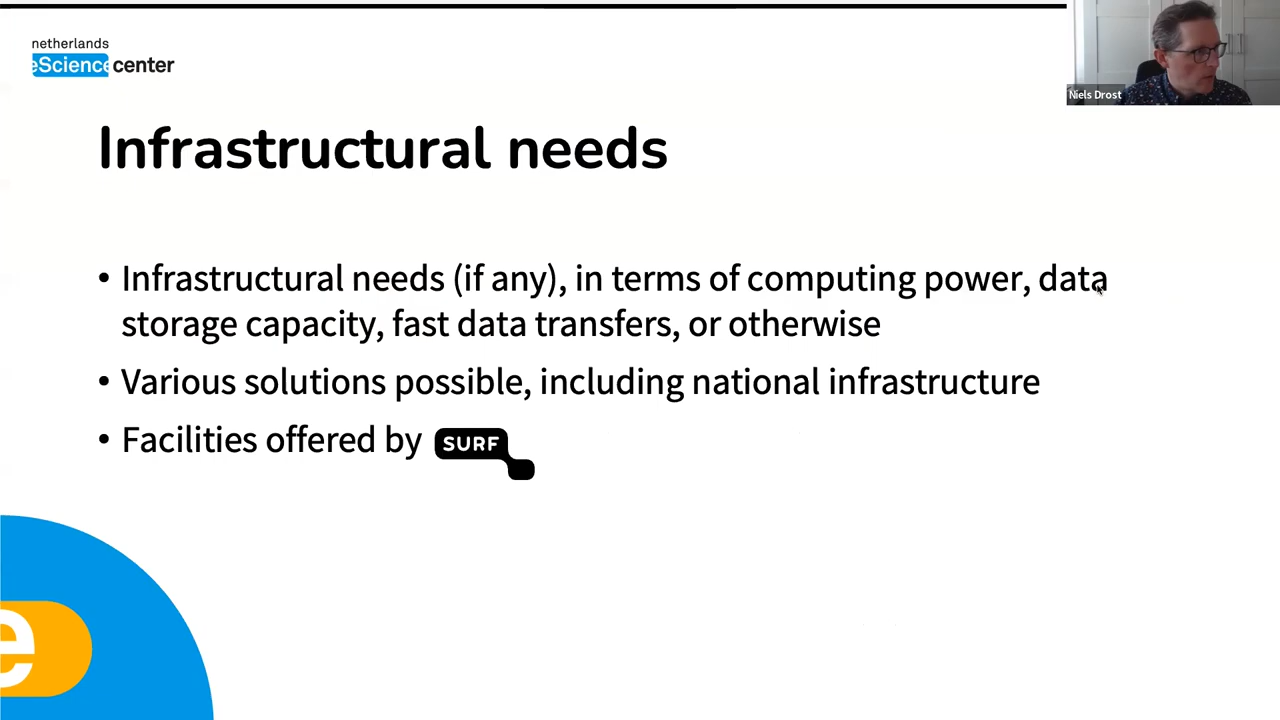 netherlands
eScience center
Niels Drost
Infrastructural needs
• Infrastructural needs (if any), in terms of computing power, data
storage capacity, fast data transfers, or otherwise
• Various solutions possible, including national infrastructure
• Facilities offered by SURF
e